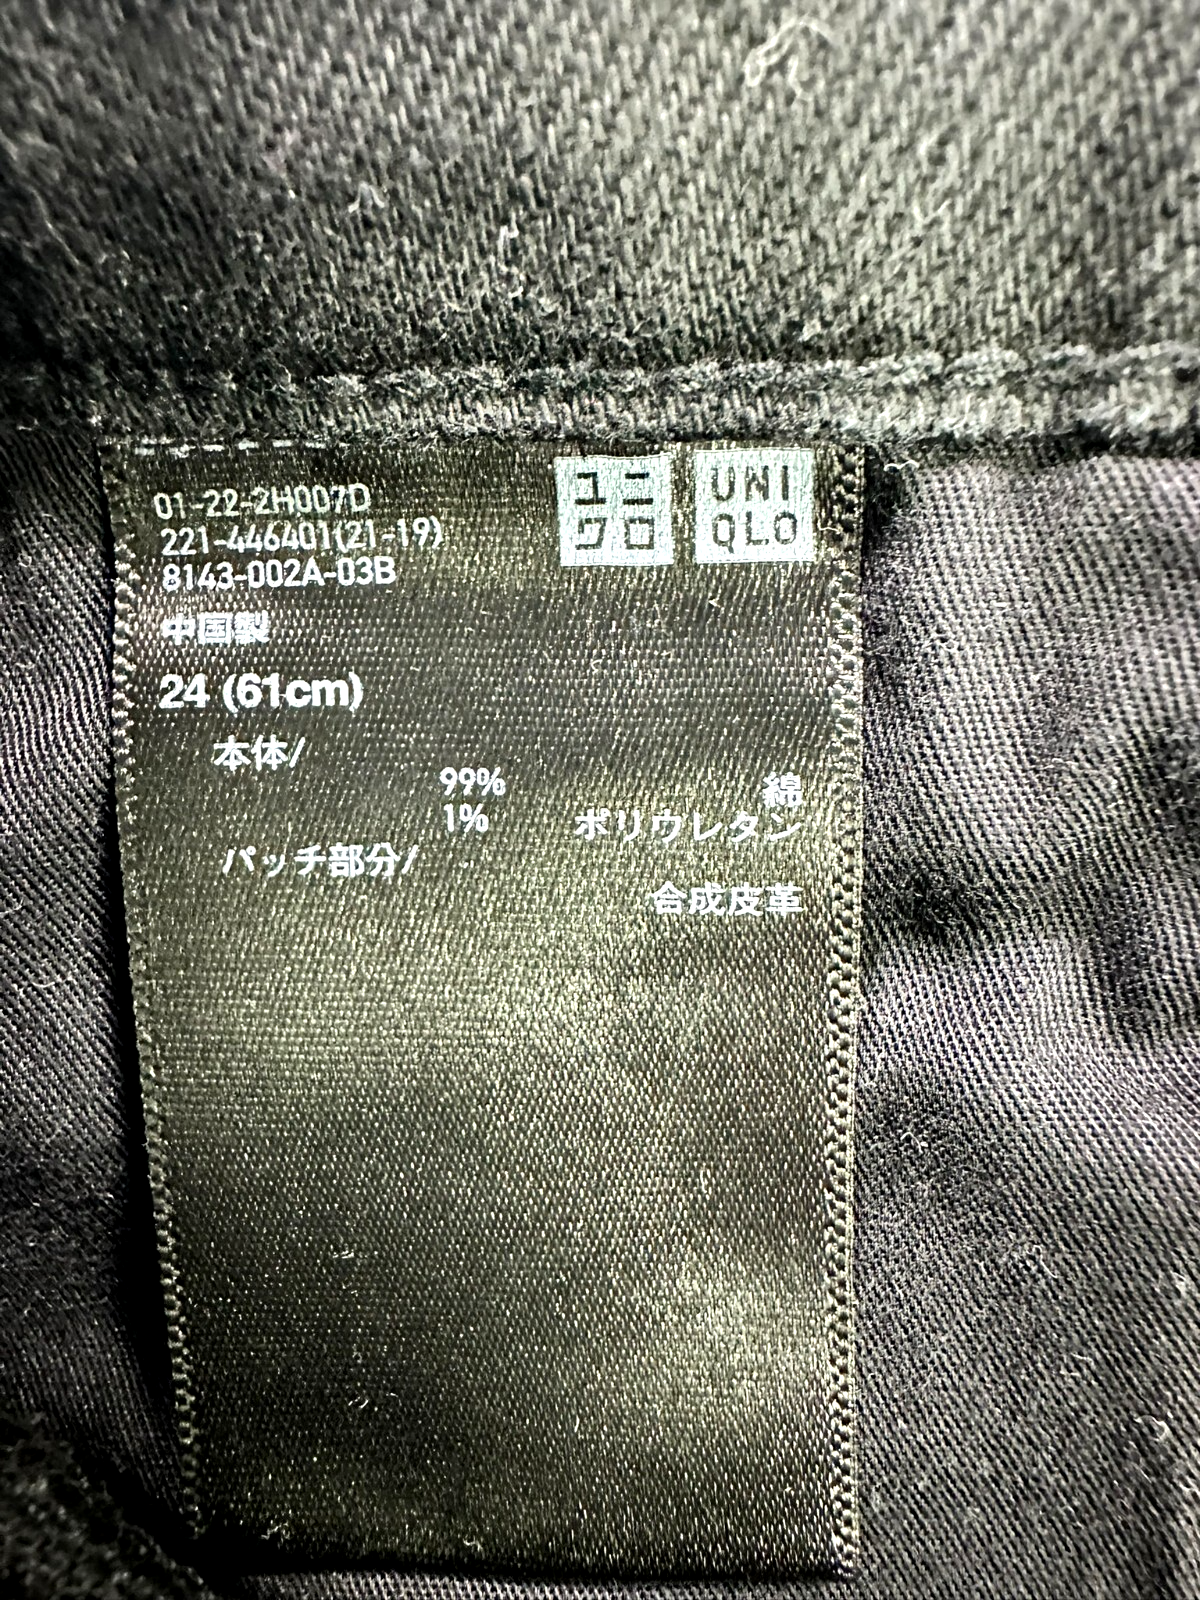 01-22-2H007D
221-446401(21-19)
8143-002A-03B
ユニ
クロ
UNI
QLO
中国製
24 (61cm)
本体/
99% 綿
1% ポリウレタン
パッチ部分/
合成皮革